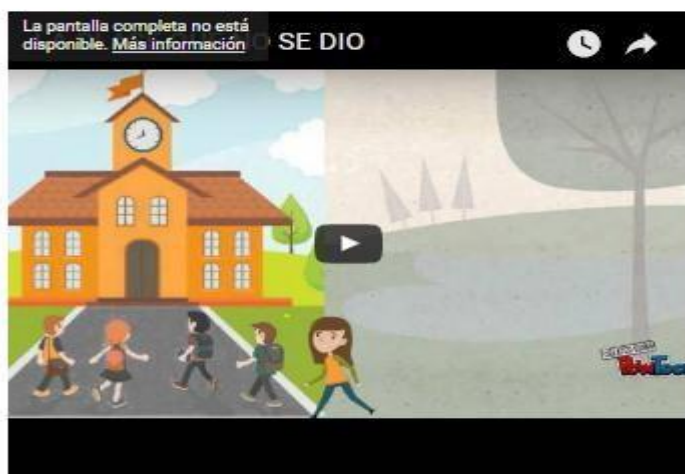 La pantalla completa no está
disponible. Más información
O SE DIO